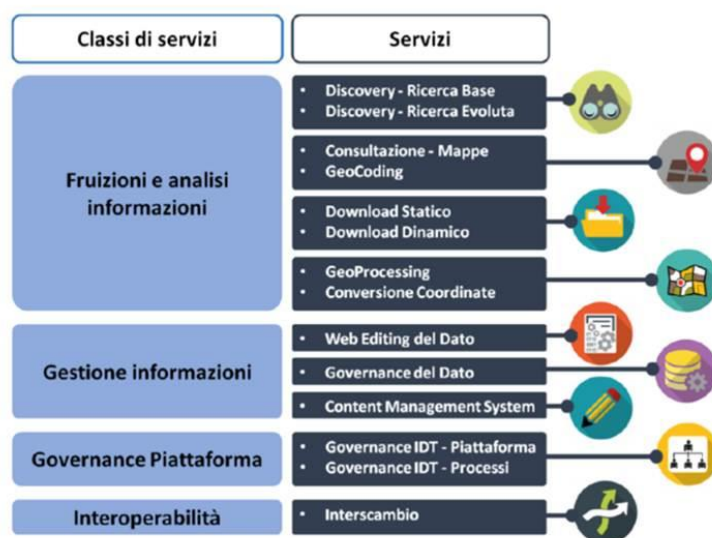 Classi di servizi
Servizi
Fruizioni e analisi
informazioni
• Discovery - Ricerca Base
• Discovery - Ricerca Evoluta
• Consultazione - Mappe
• GeoCoding
• Download Statico
• Download Dinamico
• GeoProcessing
• Conversione Coordinate
Gestione informazioni
• Web Editing del Dato
• Governance del Dato
• Content Management System
Governance Piattaforma
• Governance IDT - Piattaforma
• Governance IDT - Processi
Interoperabilità
• Interscambio